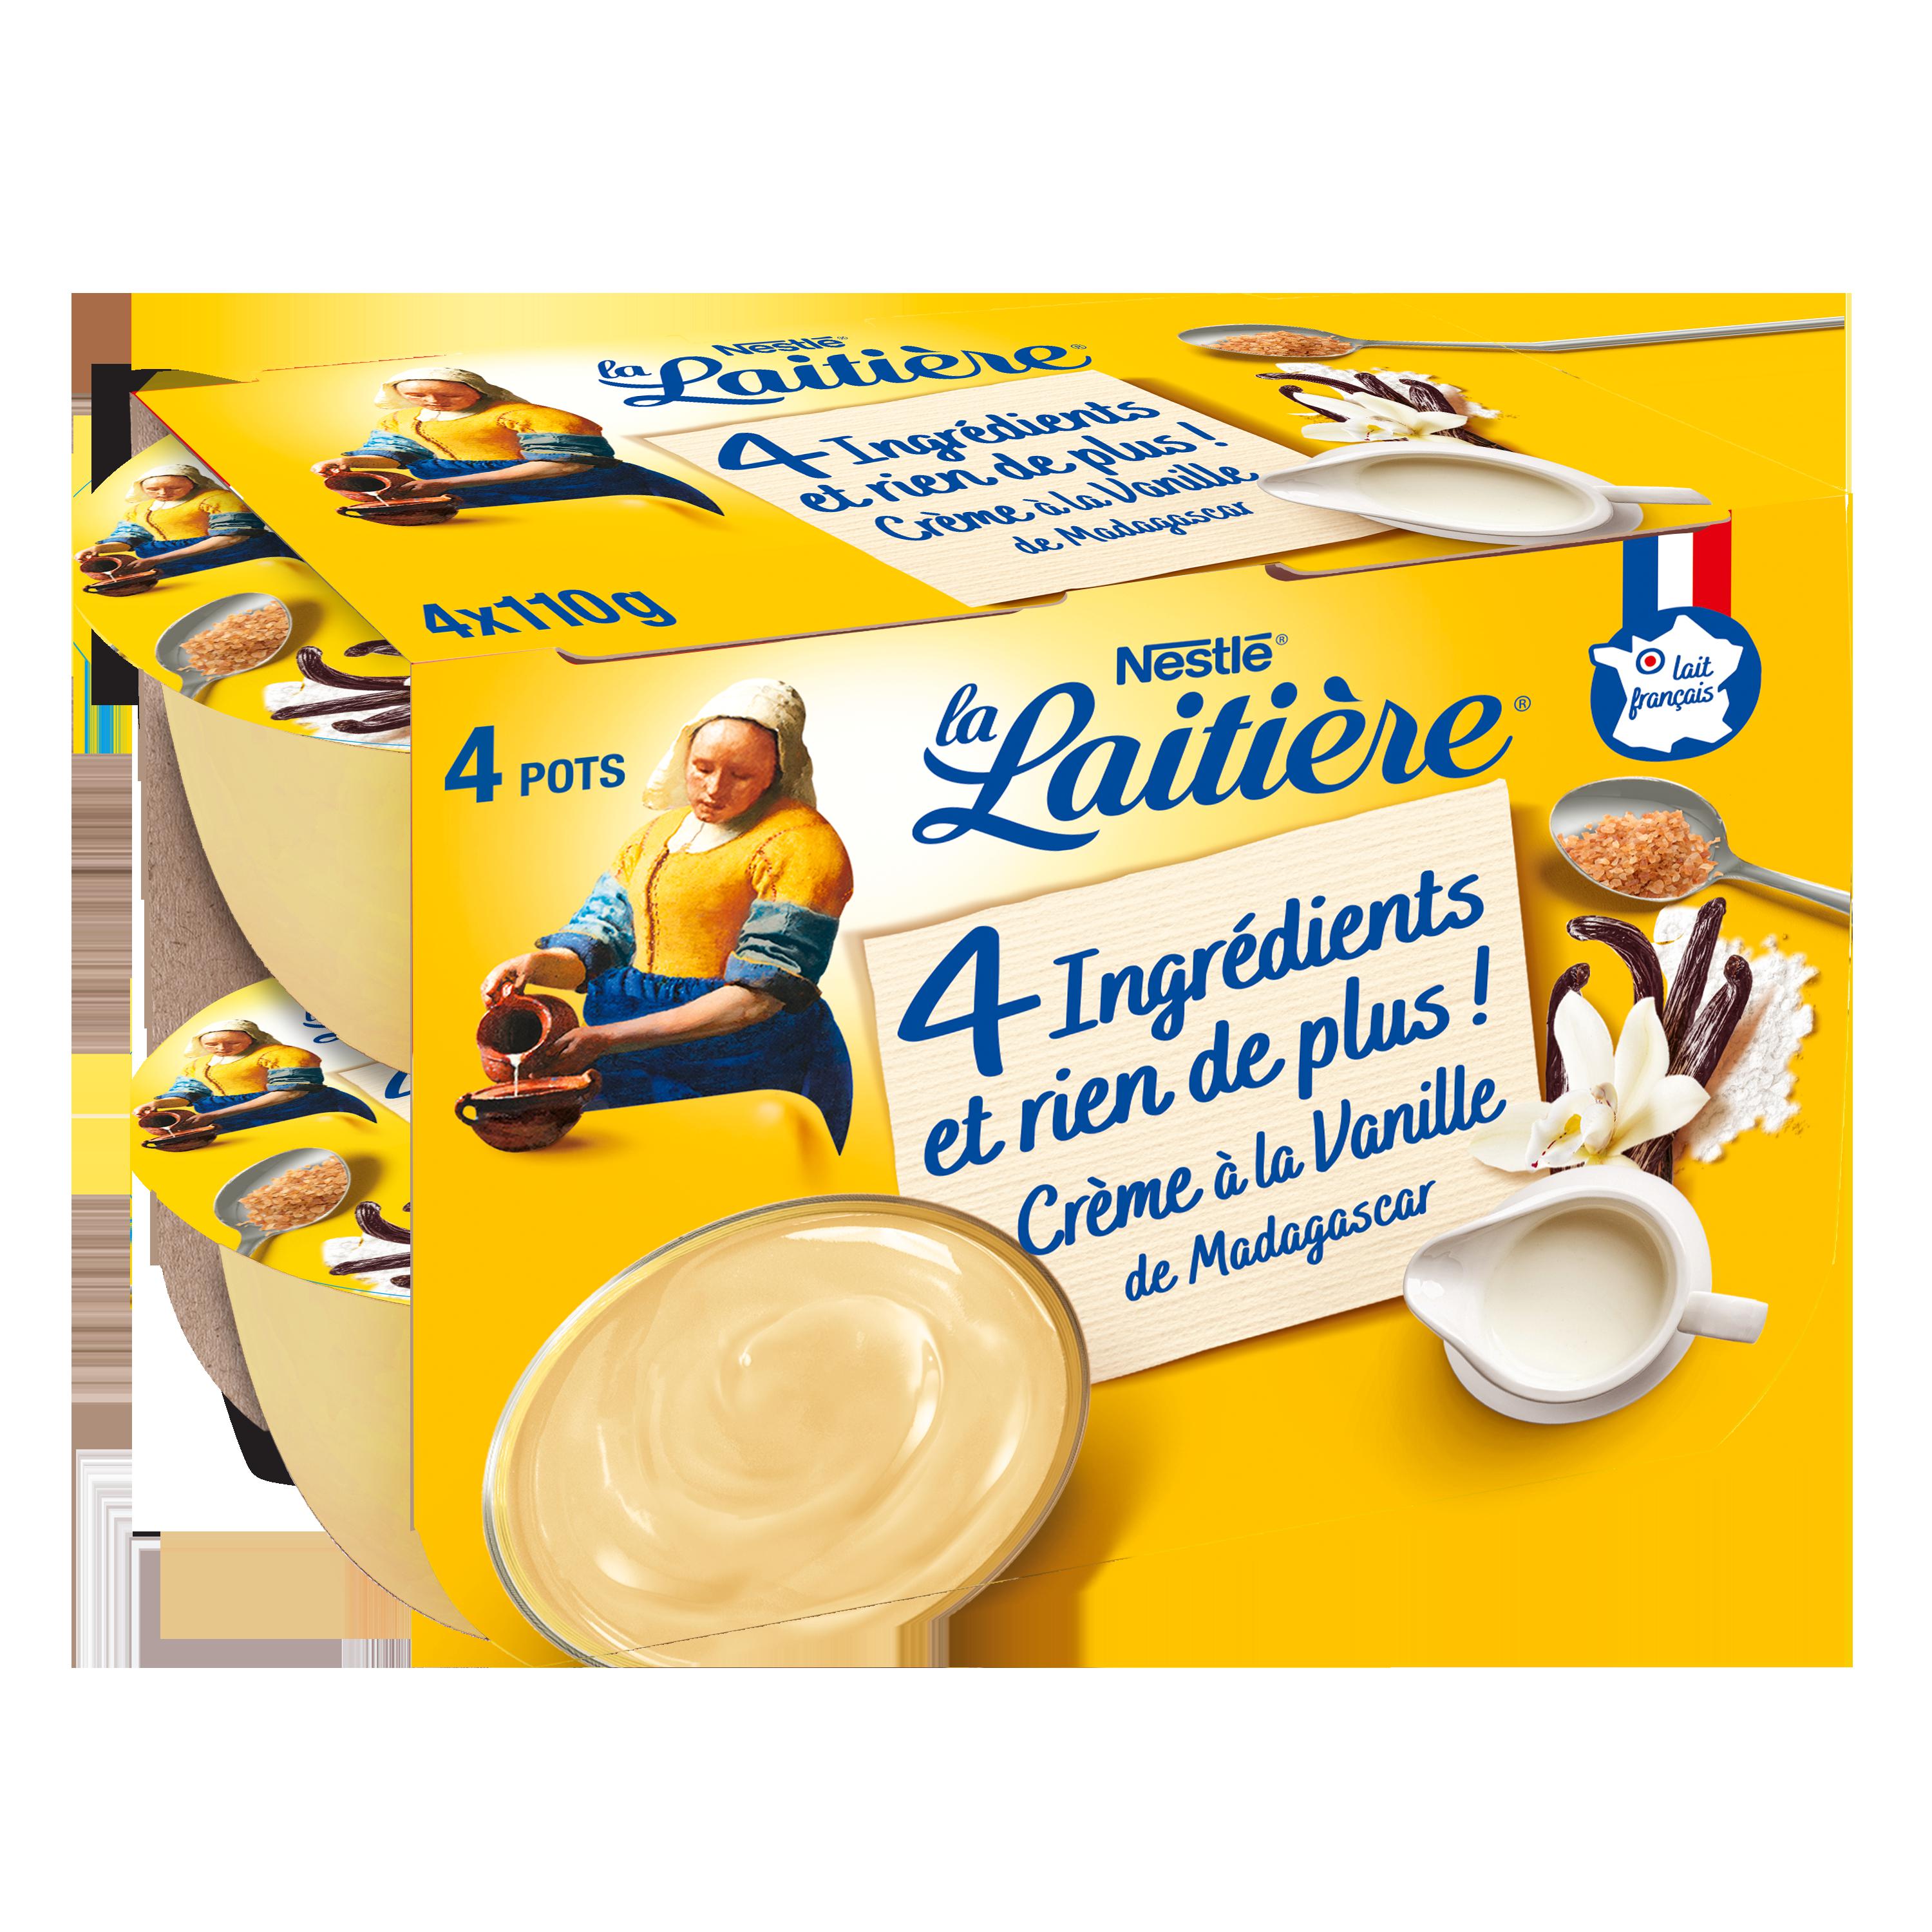 Nestlé®
la Laitière®
4 Ingrédients
et rien de plus !
Crème à la Vanille
de Madagascar
4x110g
4 POTS
Nestlé®
la Laitière®
lait
français
4 Ingrédients
et rien de plus !
Crème à la Vanille
de Madagascar